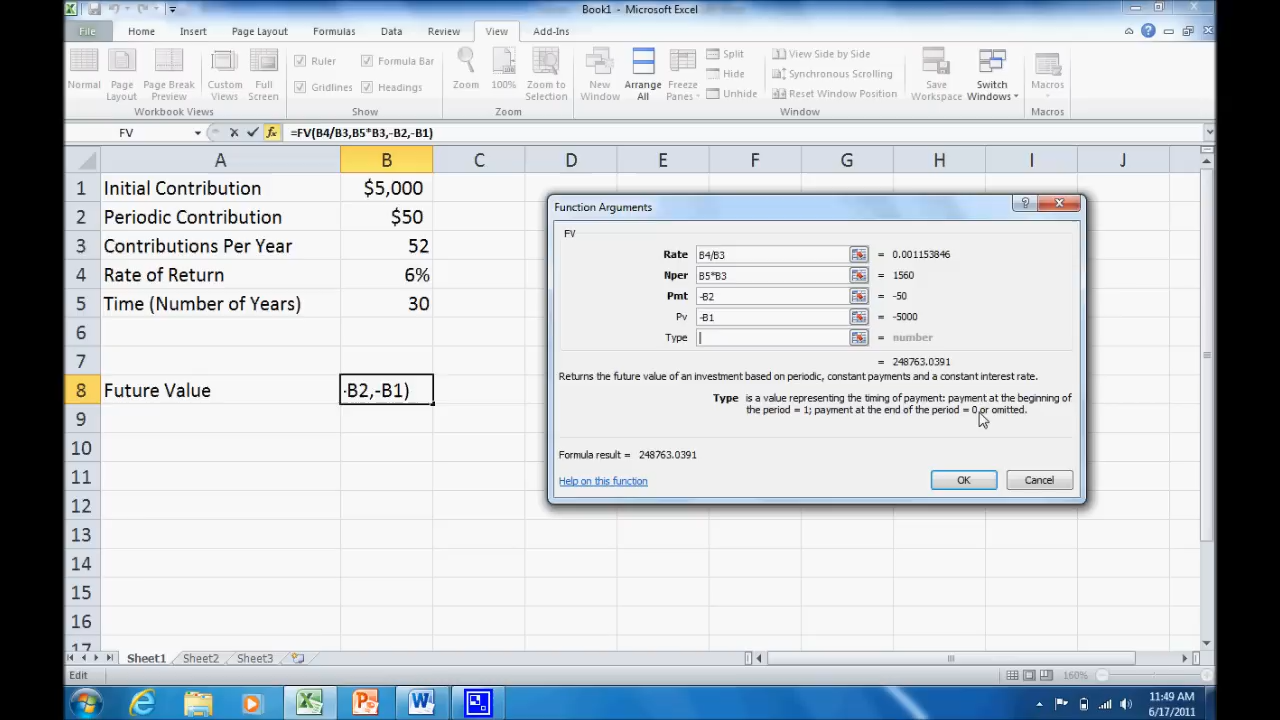 Book1 - Microsoft Excel
File Home Insert Page Layout Formulas Data Review View Add-Ins
Normal
Page Layout
Page Break Preview
Custom Views
Full Screen
Workbook Views
Ruler
Formula Bar
Gridlines
Headings
Show
Zoom
100%
Zoom to Selection
Zoom
New Window
Arrange All
Freeze Panes
Split
Hide
Unhide
View Side by Side
Synchronous Scrolling
Reset Window Position
Save Workspace
Switch Windows
Window
Macros
Macros
FV =FV(B4/B3,B5*B3,-B2,-B1)
A B C D E F G H I J
1 Initial Contribution $5,000
2 Periodic Contribution $50
3 Contributions Per Year 52
4 Rate of Return 6%
5 Time (Number of Years) 30
6
7
8 Future Value -B2,-B1)
9
10
11
12
13
14
15
16
17
Function Arguments
FV
Rate B4/B3 = 0.001153846
Nper B5*B3 = 1560
Pmt -B2 = -50
Pv -B1 = -5000
Type = number
= 248763.0391
Returns the future value of an investment based on periodic, constant payments and a constant interest rate.
Type is a value representing the timing of payment: payment at the beginning of
the period = 1; payment at the end of the period = 0 or omitted.
Formula result = 248763.0391
Help on this function
OK Cancel
Sheet1 Sheet2 Sheet3
Edit 160%
11:49 AM
6/17/2011